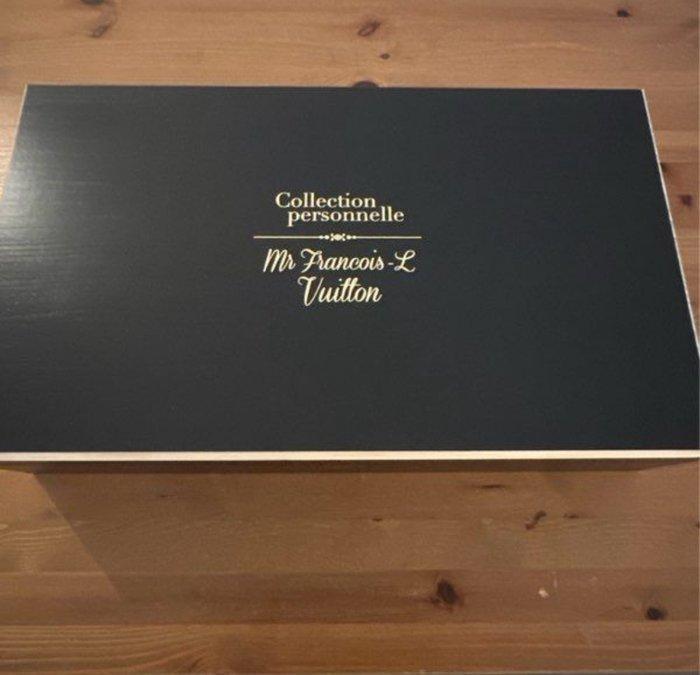 Collection
personnelle
Mr Francois-L
Vuitton